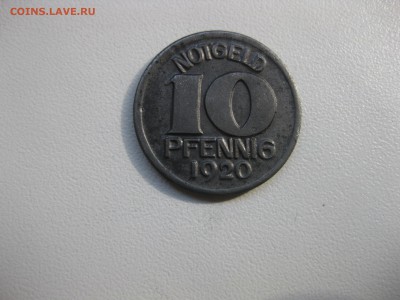 COINS.LAVE.RU
NOTGELD
10
PFENNIG
1920